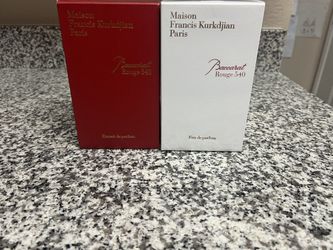 Maison
Francis Kurkdjian
Paris
Baccarat
Rouge 540
Extrait de parfum
Maison
Francis Kurkdjian
Paris
Baccarat
Rouge 540
Eau de parfum